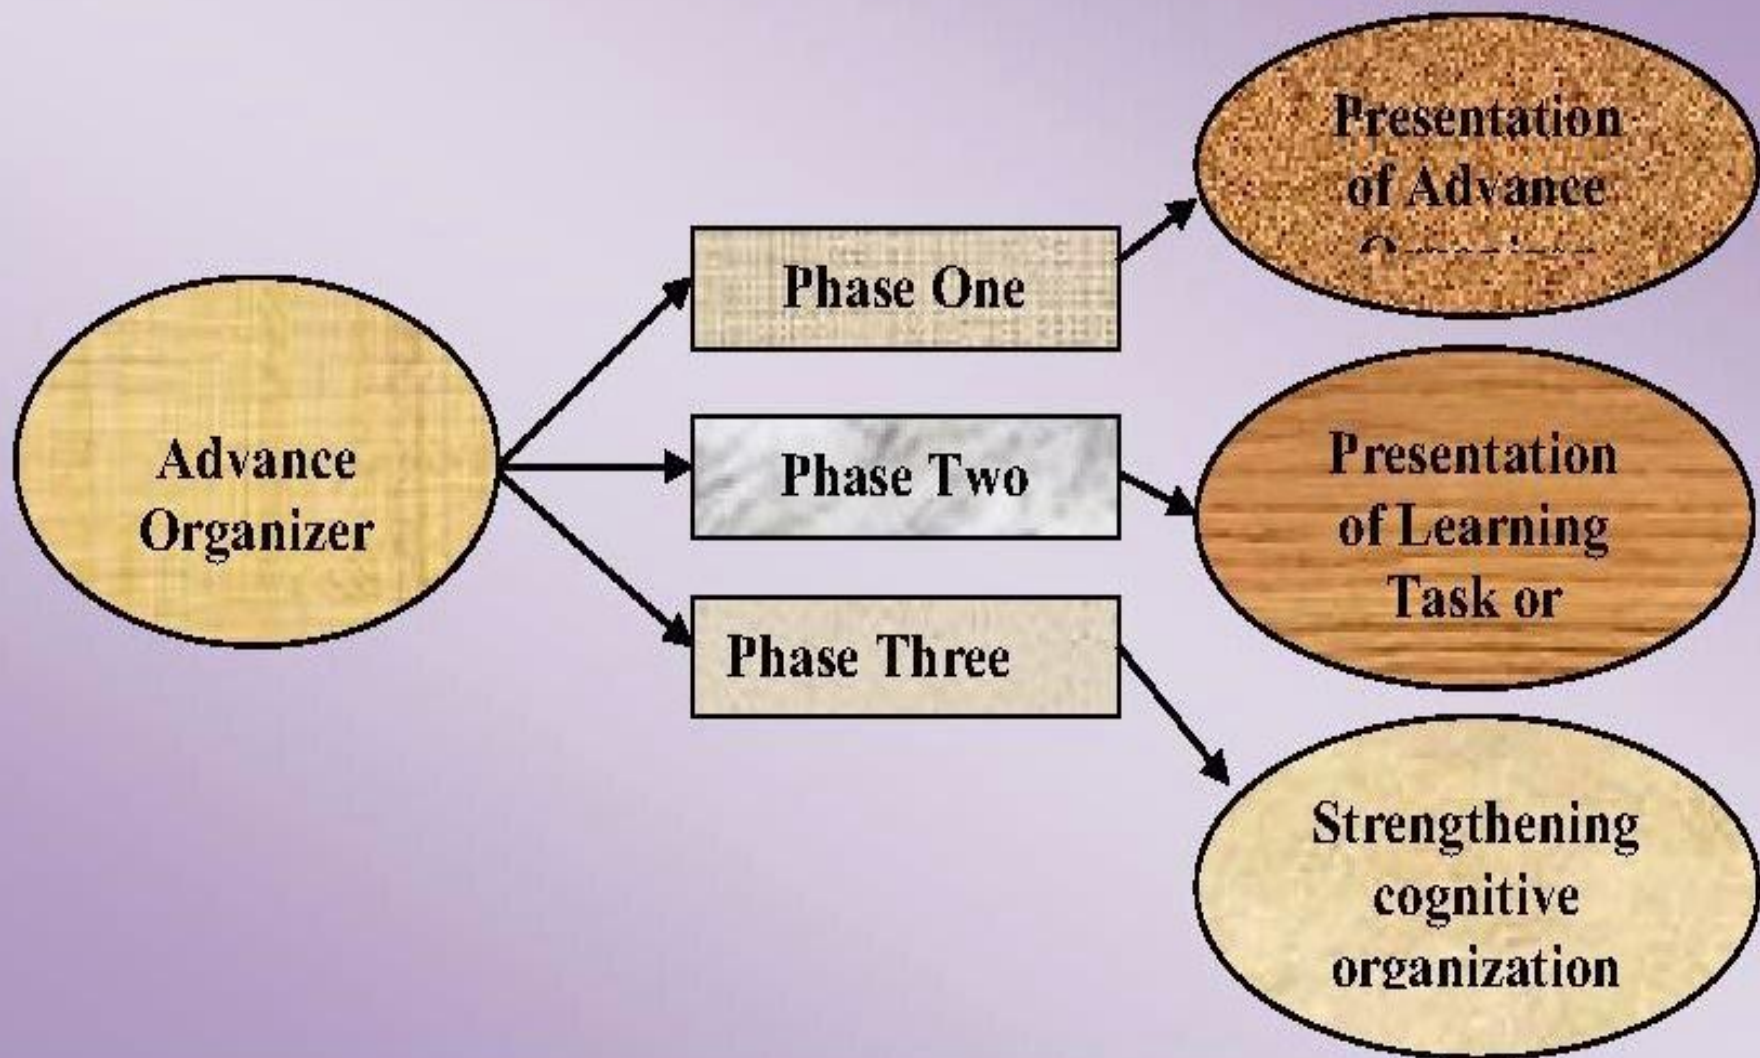 Advance
Organizer
Phase One
Phase Two
Phase Three
Presentation
of Advance
Presentation
of Learning
Task or
Strengthening
cognitive
organization